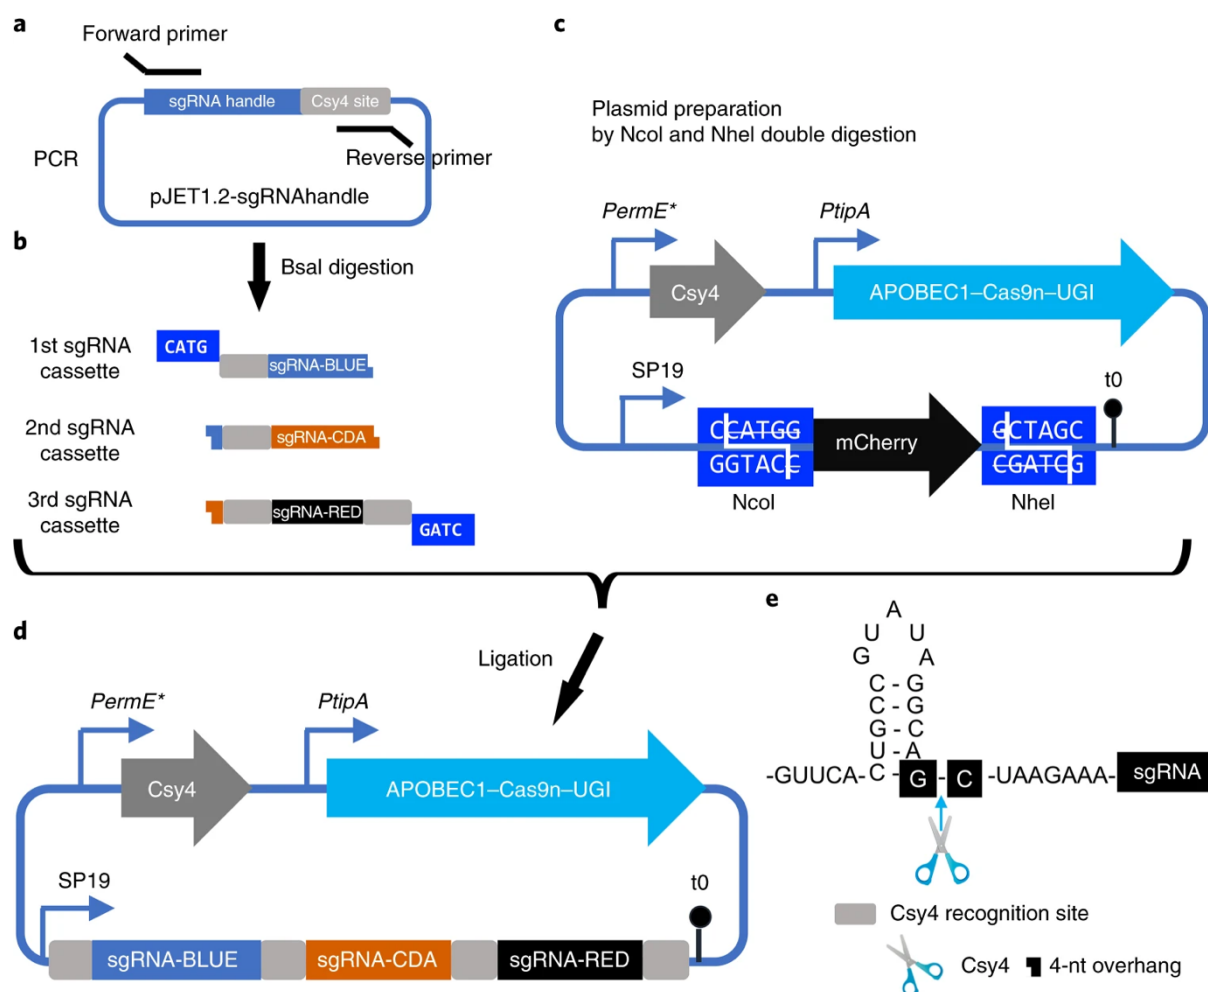 a
Forward primer
sgRNA handle
Csy4 site
PCR
Reverse primer
pJET1.2-sgRNAhandle
b
BsaI digestion
1st sgRNA
cassette
CATG
sgRNA-BLUE
2nd sgRNA
cassette
sgRNA-CDA
3rd sgRNA
cassette
sgRNA-RED
GATC
c
Plasmid preparation
by NcoI and NheI double digestion
PermE*
PtipA
Csy4
APOBEC1–Cas9n–UGI
SP19
t0
CCATGG
GGTACC
mCherry
GCTAGC
CGATCG
NcoI
NheI
d
Ligation
PermE*
PtipA
Csy4
APOBEC1–Cas9n–UGI
SP19
t0
sgRNA-BLUE
sgRNA-CDA
sgRNA-RED
e
A
U U
G A
C - G
C - G
G - C
U - A
-GUUCA-C - G - C -UAAGAAA- sgRNA
Csy4 recognition site
Csy4
4-nt overhang